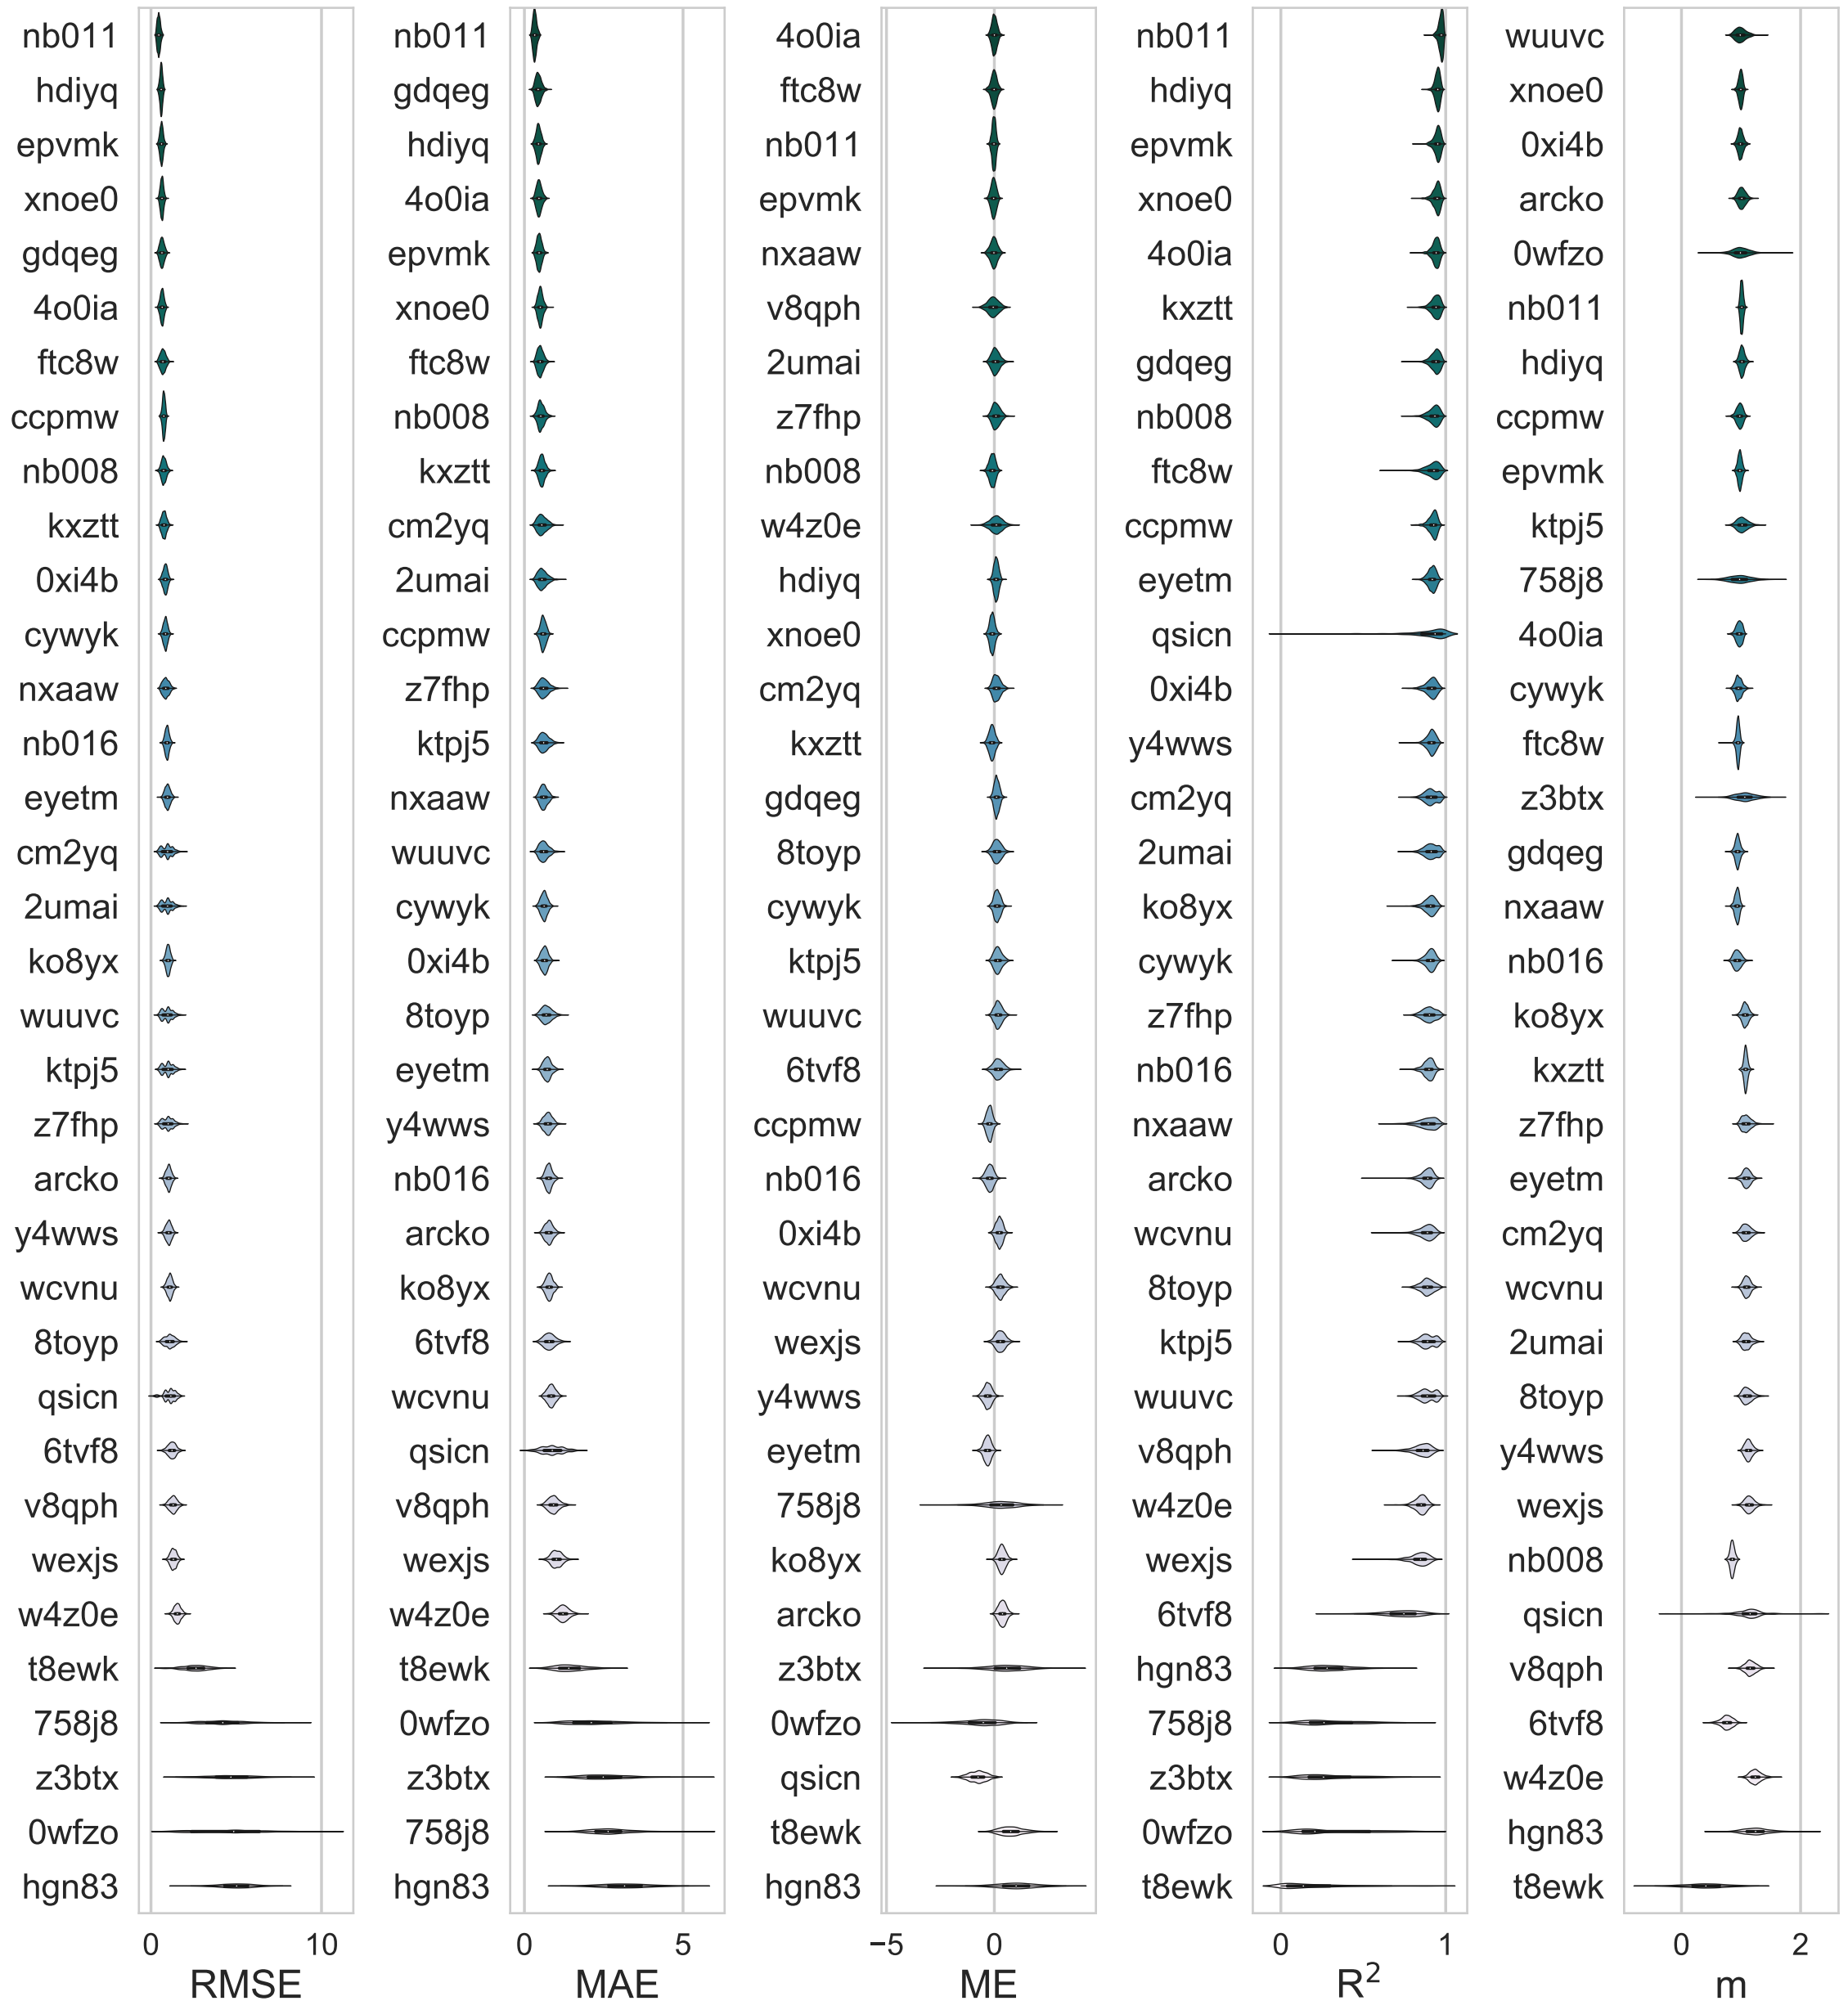 nb011 nb011 4o0ia nb011 wuuvc
hdiyq gdqeg ftc8w hdiyq xnoe0
epvmk hdiyq nb011 epvmk 0xi4b
xnoe0 4o0ia epvmk xnoe0 arcko
gdqeg epvmk nxaaw 4o0ia 0wfzo
4o0ia xnoe0 v8qph kxztt nb011
ftc8w ftc8w 2umai gdqeg hdiyq
ccpmw nb008 z7fhp nb008 ccpmw
nb008 kxztt nb008 ftc8w epvmk
kxztt cm2yq w4z0e ccpmw ktpj5
0xi4b 2umai hdiyq eyetm 758j8
cywyk ccpmw xnoe0 qsicn 4o0ia
nxaaw z7fhp cm2yq 0xi4b cywyk
nb016 ktpj5 kxztt y4wws ftc8w
eyetm nxaaw gdqeg cm2yq z3btx
cm2yq wuuvc 8toyp 2umai gdqeg
2umai cywyk cywyk ko8yx nxaaw
ko8yx 0xi4b ktpj5 cywyk nb016
wuuvc 8toyp wuuvc z7fhp ko8yx
ktpj5 eyetm 6tvf8 nb016 kxztt
z7fhp y4wws ccpmw nxaaw z7fhp
arcko nb016 nb016 arcko eyetm
y4wws arcko 0xi4b wcvnu cm2yq
wcvnu ko8yx wcvnu 8toyp wcvnu
8toyp 6tvf8 wexjs ktpj5 2umai
qsicn wcvnu y4wws wuuvc 8toyp
6tvf8 qsicn eyetm v8qph y4wws
v8qph v8qph 758j8 w4z0e wexjs
wexjs wexjs ko8yx wexjs nb008
w4z0e w4z0e arcko 6tvf8 qsicn
t8ewk t8ewk z3btx hgn83 v8qph
758j8 0wfzo 0wfzo 758j8 6tvf8
z3btx z3btx qsicn z3btx w4z0e
0wfzo 758j8 t8ewk 0wfzo hgn83
hgn83 hgn83 hgn83 t8ewk t8ewk
0 10 0 5 −5 0 0 1 0 2
RMSE MAE ME R² m